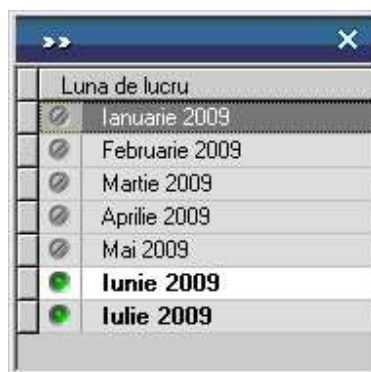 Luna de lucru
Ianuarie 2009
Februarie 2009
Martie 2009
Aprilie 2009
Mai 2009
Iunie 2009
Iulie 2009